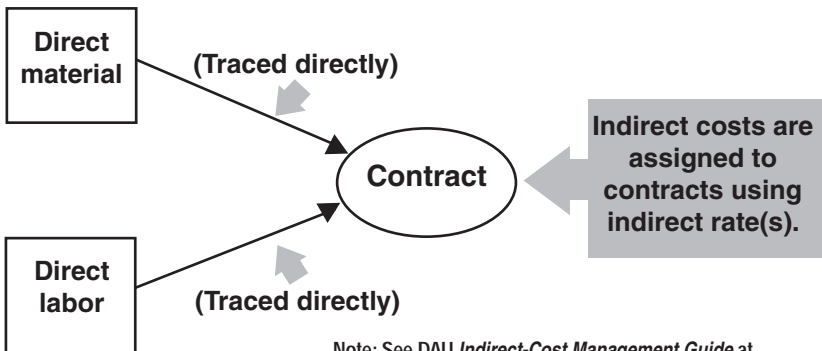 Direct
material
(Traced directly)
Contract
Indirect costs are
assigned to
contracts using
indirect rate(s).
Direct
labor
(Traced directly)
Note: See DAU Indirect-Cost Management Guide at